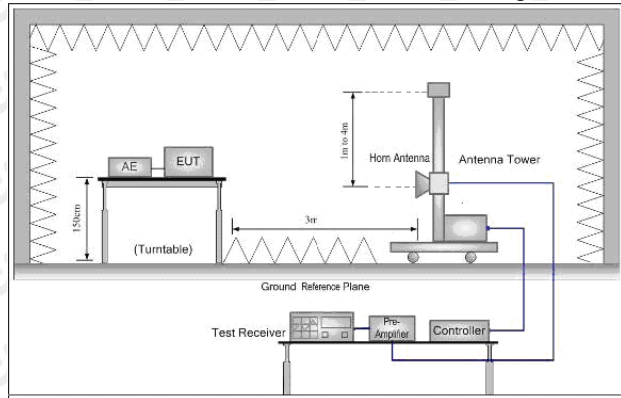 AE
EUT
150cm
(Turntable)
3m
1m to 4m
Horn Antenna
Antenna Tower
Ground Reference Plane
Test Receiver
Pre-
Amplifier
Controller